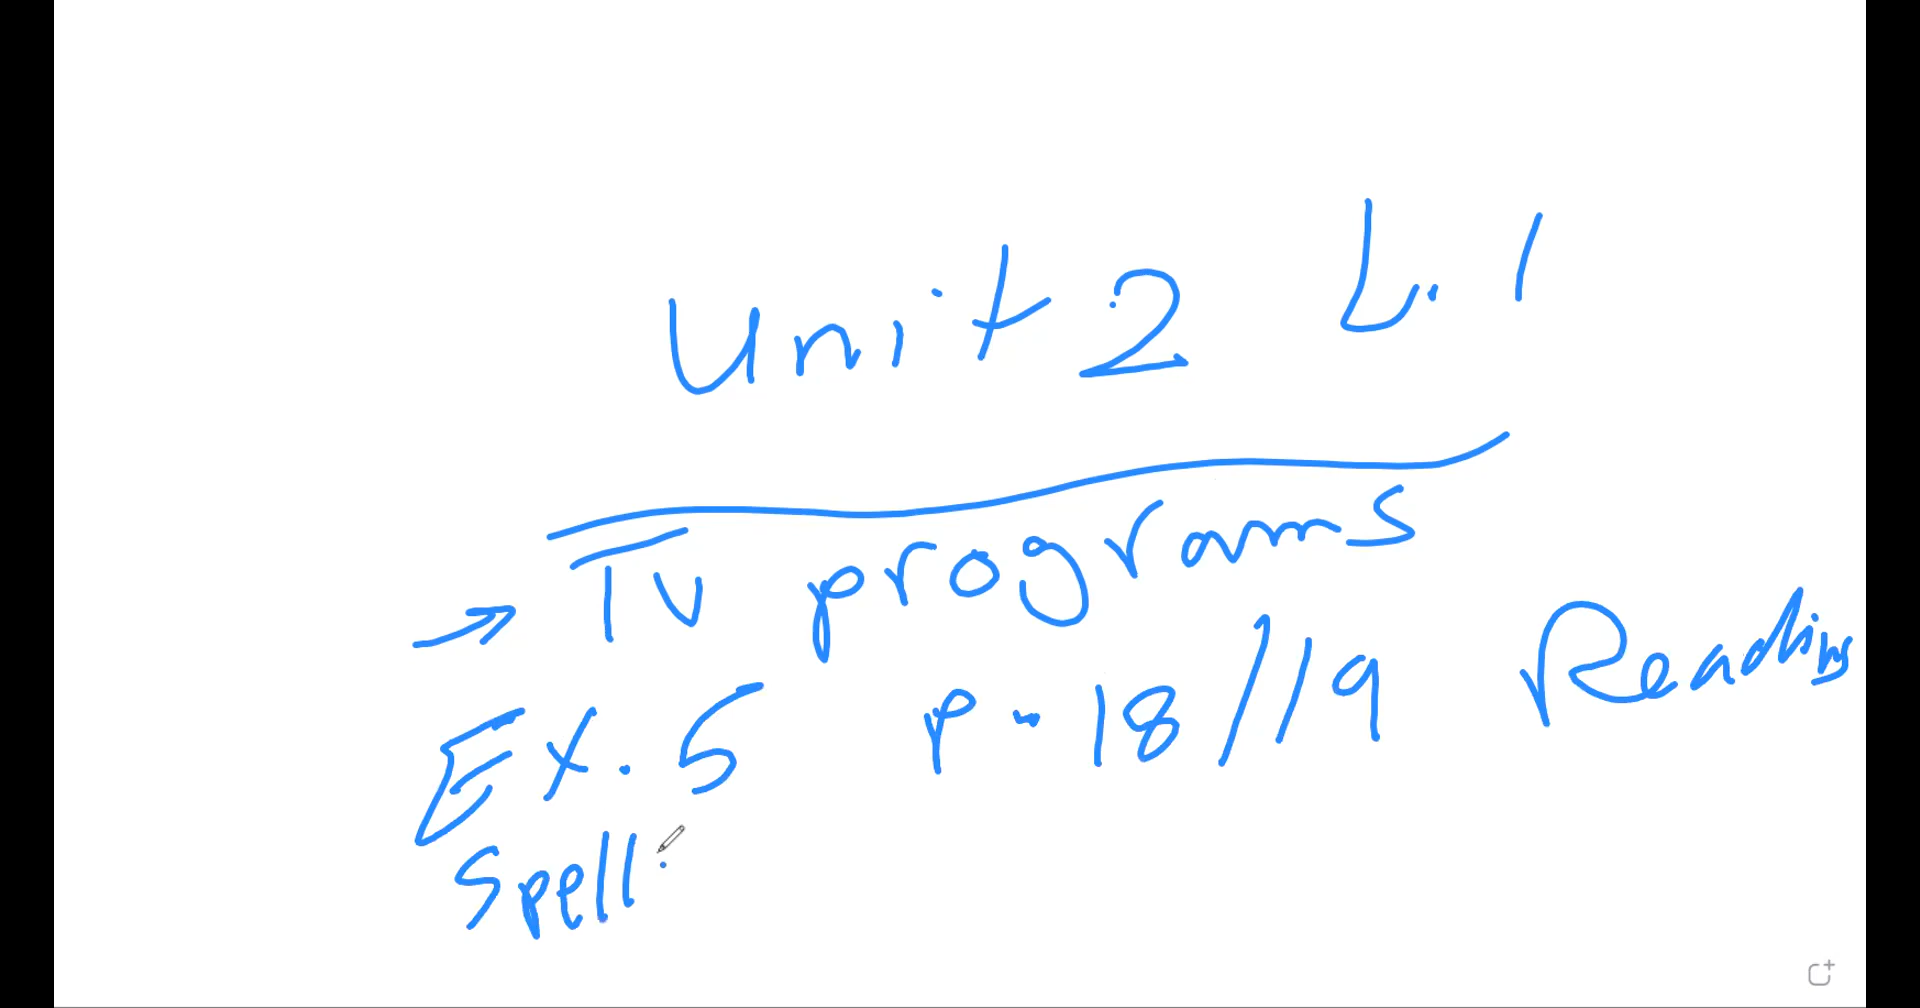 Unit 2 L. 1
→ TV programs
Ex. 5 P. 18//19 Reading
Spell.